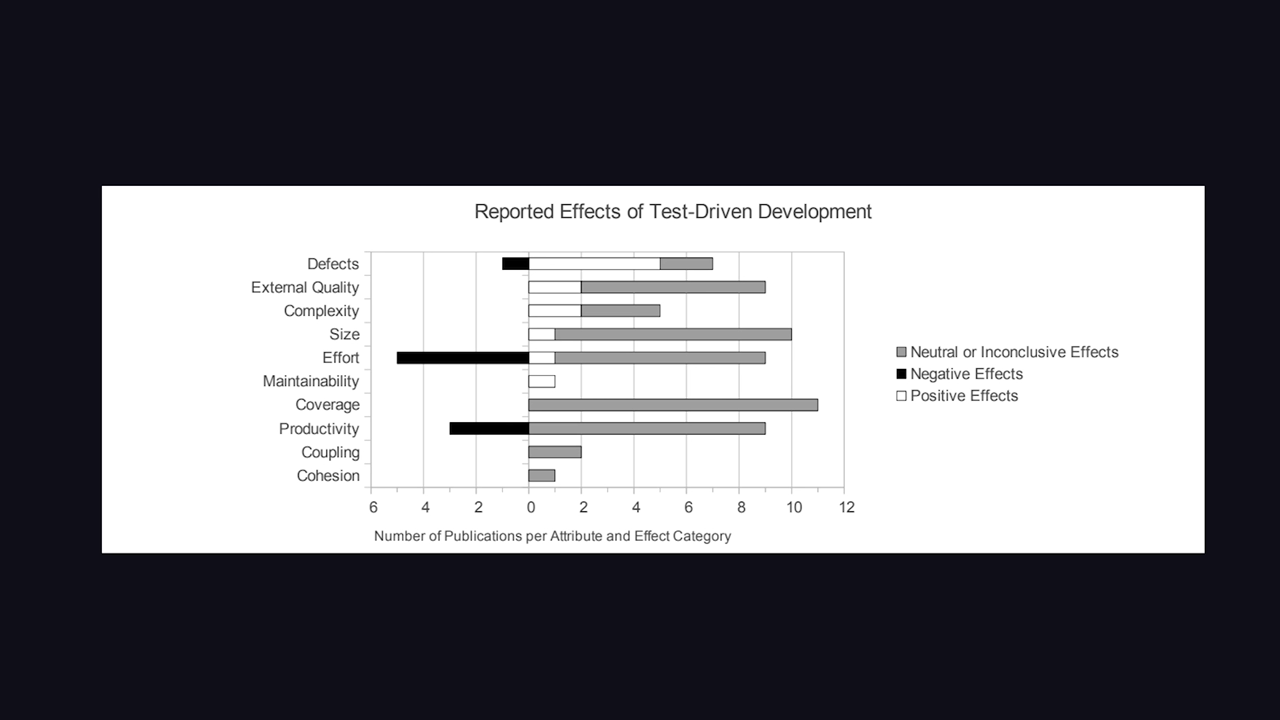 Reported Effects of Test-Driven Development
Defects
External Quality
Complexity
Size
Effort
Maintainability
Coverage
Productivity
Coupling
Cohesion
6 4 2 0 2 4 6 8 10 12
Number of Publications per Attribute and Effect Category
Neutral or Inconclusive Effects
Negative Effects
Positive Effects